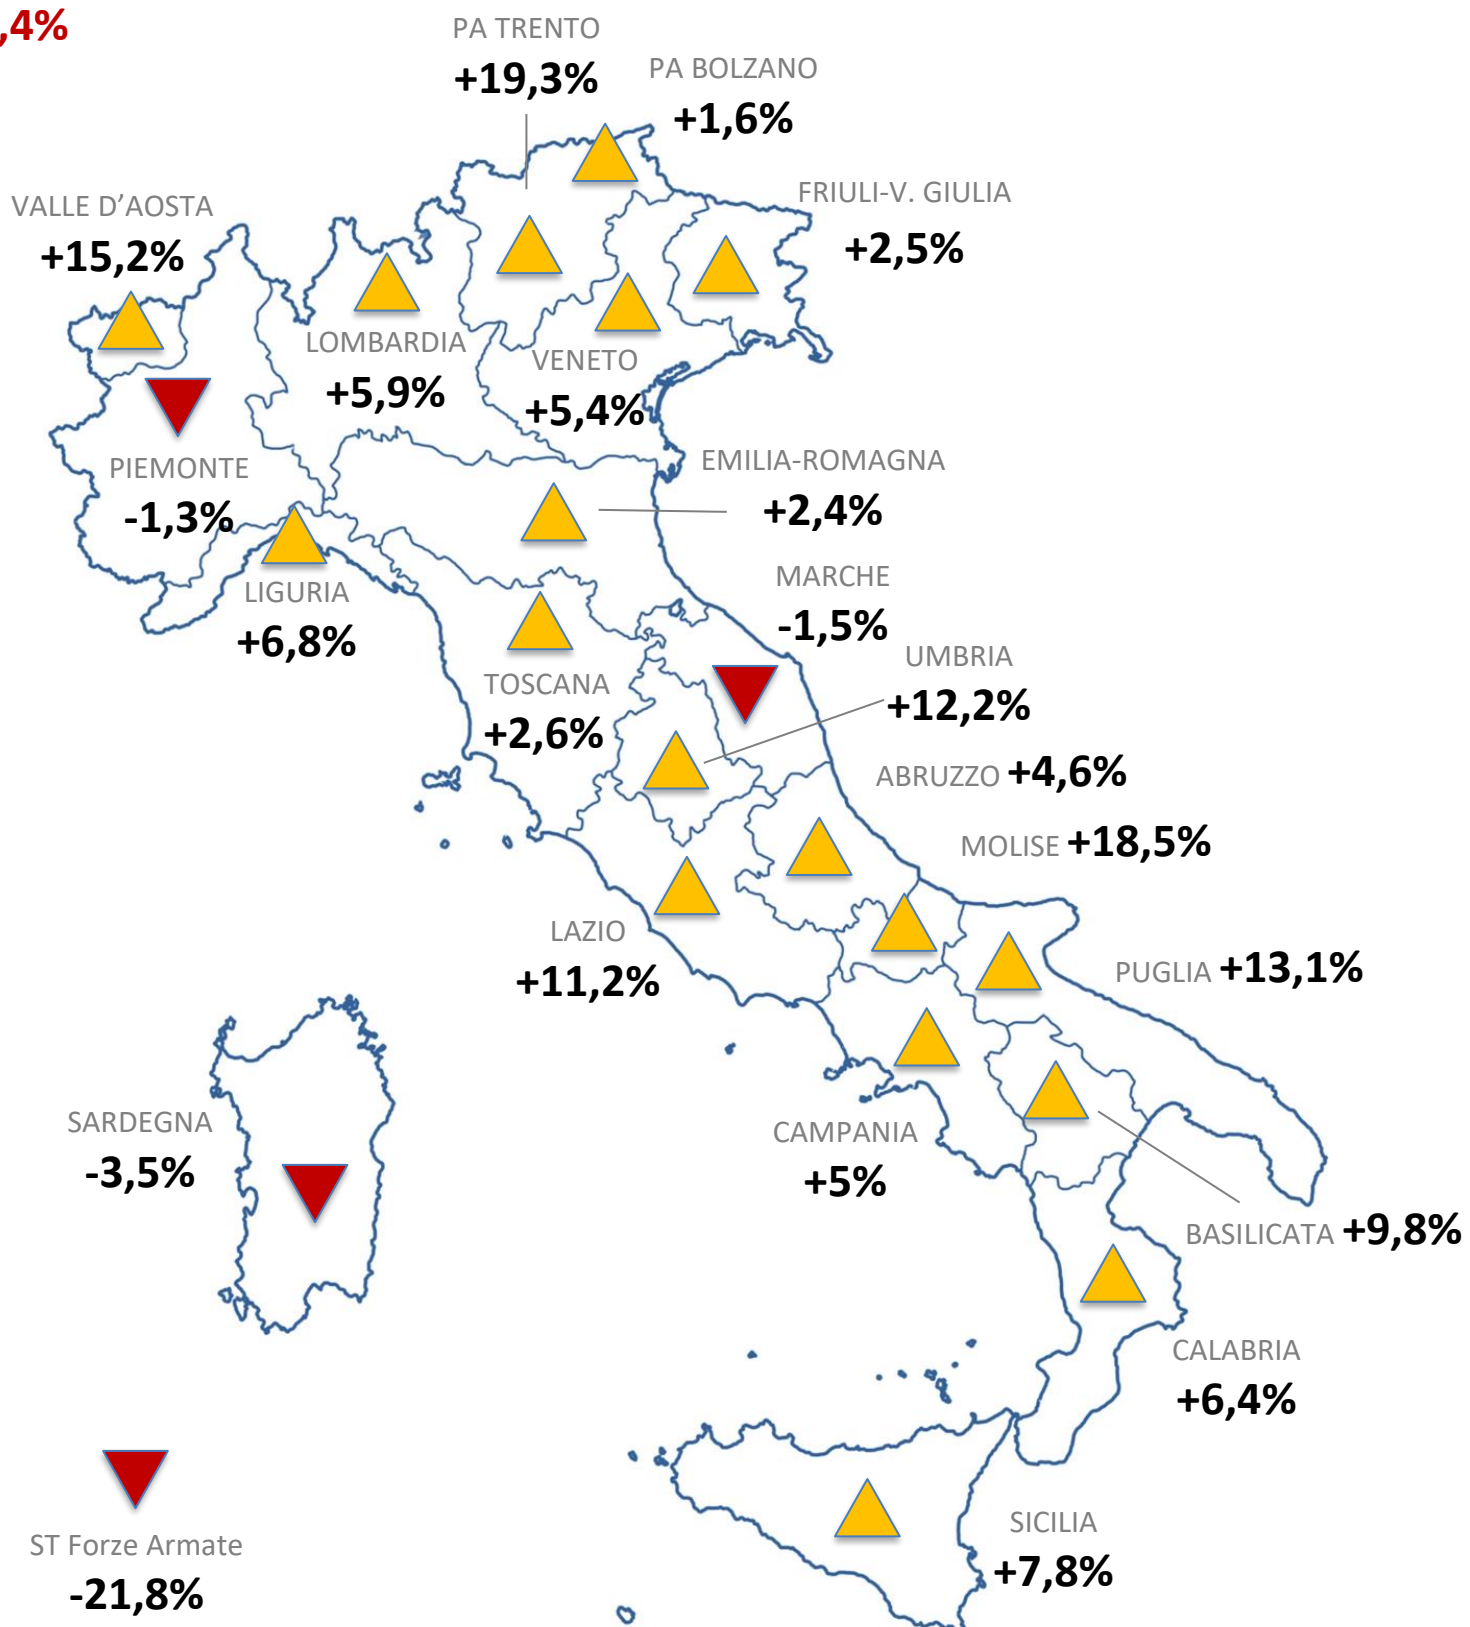 ,4%
PA TRENTO
+19,3%
PA BOLZANO
+1,6%
VALLE D’AOSTA
+15,2%
FRIULI-V. GIULIA
+2,5%
LOMBARDIA
+5,9%
VENETO
+5,4%
PIEMONTE
-1,3%
EMILIA-ROMAGNA
+2,4%
LIGURIA
+6,8%
MARCHE
-1,5%
TOSCANA
+2,6%
UMBRIA
+12,2%
ABRUZZO +4,6%
MOLISE +18,5%
LAZIO
+11,2%
PUGLIA +13,1%
SARDEGNA
-3,5%
CAMPANIA
+5%
BASILICATA +9,8%
CALABRIA
+6,4%
ST Forze Armate
-21,8%
SICILIA
+7,8%